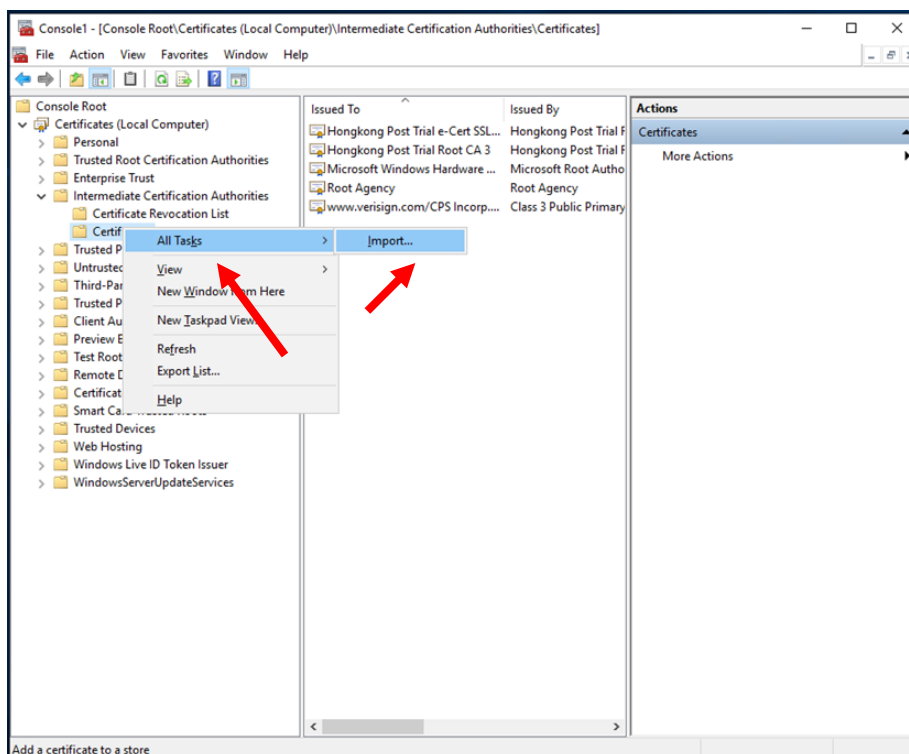 Console1 - [Console Root\Certificates (Local Computer)\Intermediate Certification Authorities\Certificates]
File Action View Favorites Window Help
Console Root
Certificates (Local Computer)
Personal
Trusted Root Certification Authorities
Enterprise Trust
Intermediate Certification Authorities
Certificate Revocation List
Certif
Trusted P
Untrusted
Third-Par
Trusted P
Client Au
Preview B
Test Root
Remote D
Certificat
Smart Card Trusted Roots
Trusted Devices
Web Hosting
Windows Live ID Token Issuer
WindowsServerUpdateServices
All Tasks
View
New Window from Here
New Taskpad View...
Refresh
Export List...
Help
Import...
Issued To Issued By
Hongkong Post Trial e-Cert SSL... Hongkong Post Trial
Hongkong Post Trial Root CA 3 Hongkong Post Trial
Microsoft Windows Hardware ... Microsoft Root Autho
Root Agency Root Agency
www.verisign.com/CPS Incorp.... Class 3 Public Primary
Actions
Certificates
More Actions
Add a certificate to a store